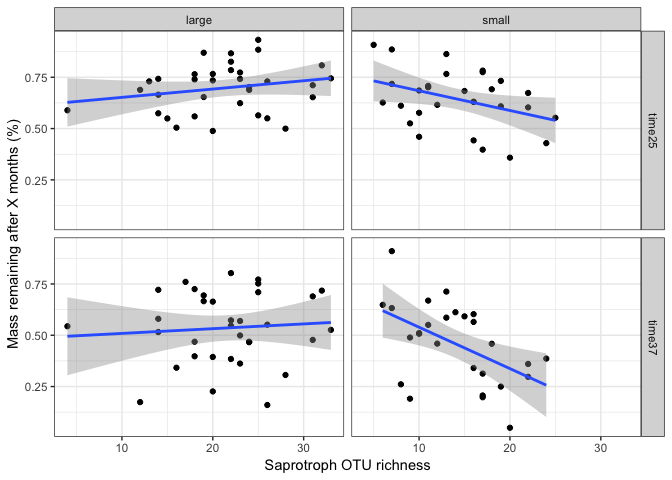 large small
Mass remaining after X months (%)
0.75
0.50
0.25
time25
0.75
0.50
0.25
time37
10 20 30 10 20 30
Saprotroph OTU richness